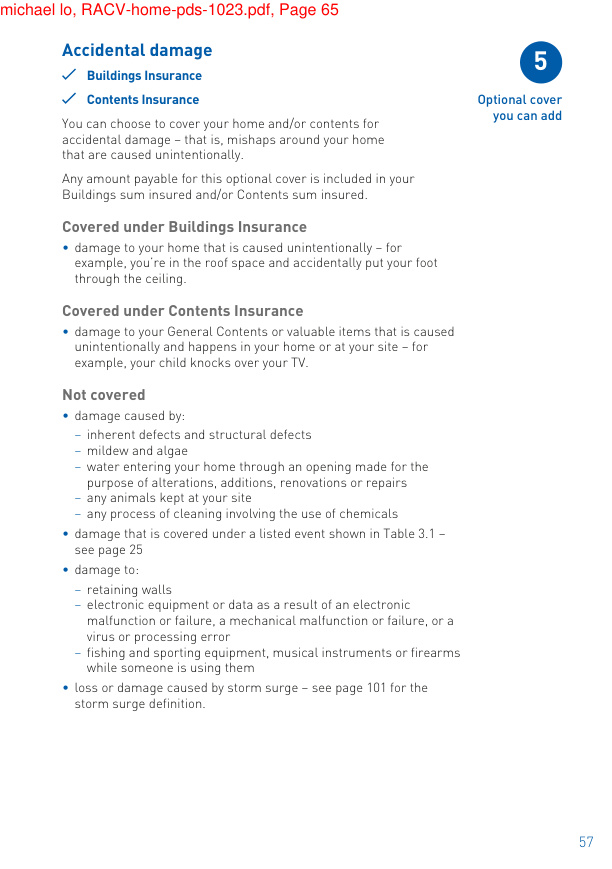 michael lo, RACV-home-pds-1023.pdf, Page 65
Accidental damage
✓ Buildings Insurance
✓ Contents Insurance
5
Optional cover
you can add
You can choose to cover your home and/or contents for
accidental damage – that is, mishaps around your home
that are caused unintentionally.
Any amount payable for this optional cover is included in your
Buildings sum insured and/or Contents sum insured.
Covered under Buildings Insurance
• damage to your home that is caused unintentionally – for
example, you're in the roof space and accidentally put your foot
through the ceiling.
Covered under Contents Insurance
• damage to your General Contents or valuable items that is caused
unintentionally and happens in your home or at your site – for
example, your child knocks over your TV.
Not covered
• damage caused by:
– inherent defects and structural defects
– mildew and algae
– water entering your home through an opening made for the
purpose of alterations, additions, renovations or repairs
– any animals kept at your site
– any process of cleaning involving the use of chemicals
• damage that is covered under a listed event shown in Table 3.1 –
see page 25
• damage to:
– retaining walls
– electronic equipment or data as a result of an electronic
malfunction or failure, a mechanical malfunction or failure, or a
virus or processing error
– fishing and sporting equipment, musical instruments or firearms
while someone is using them
• loss or damage caused by storm surge – see page 101 for the
storm surge definition.
57